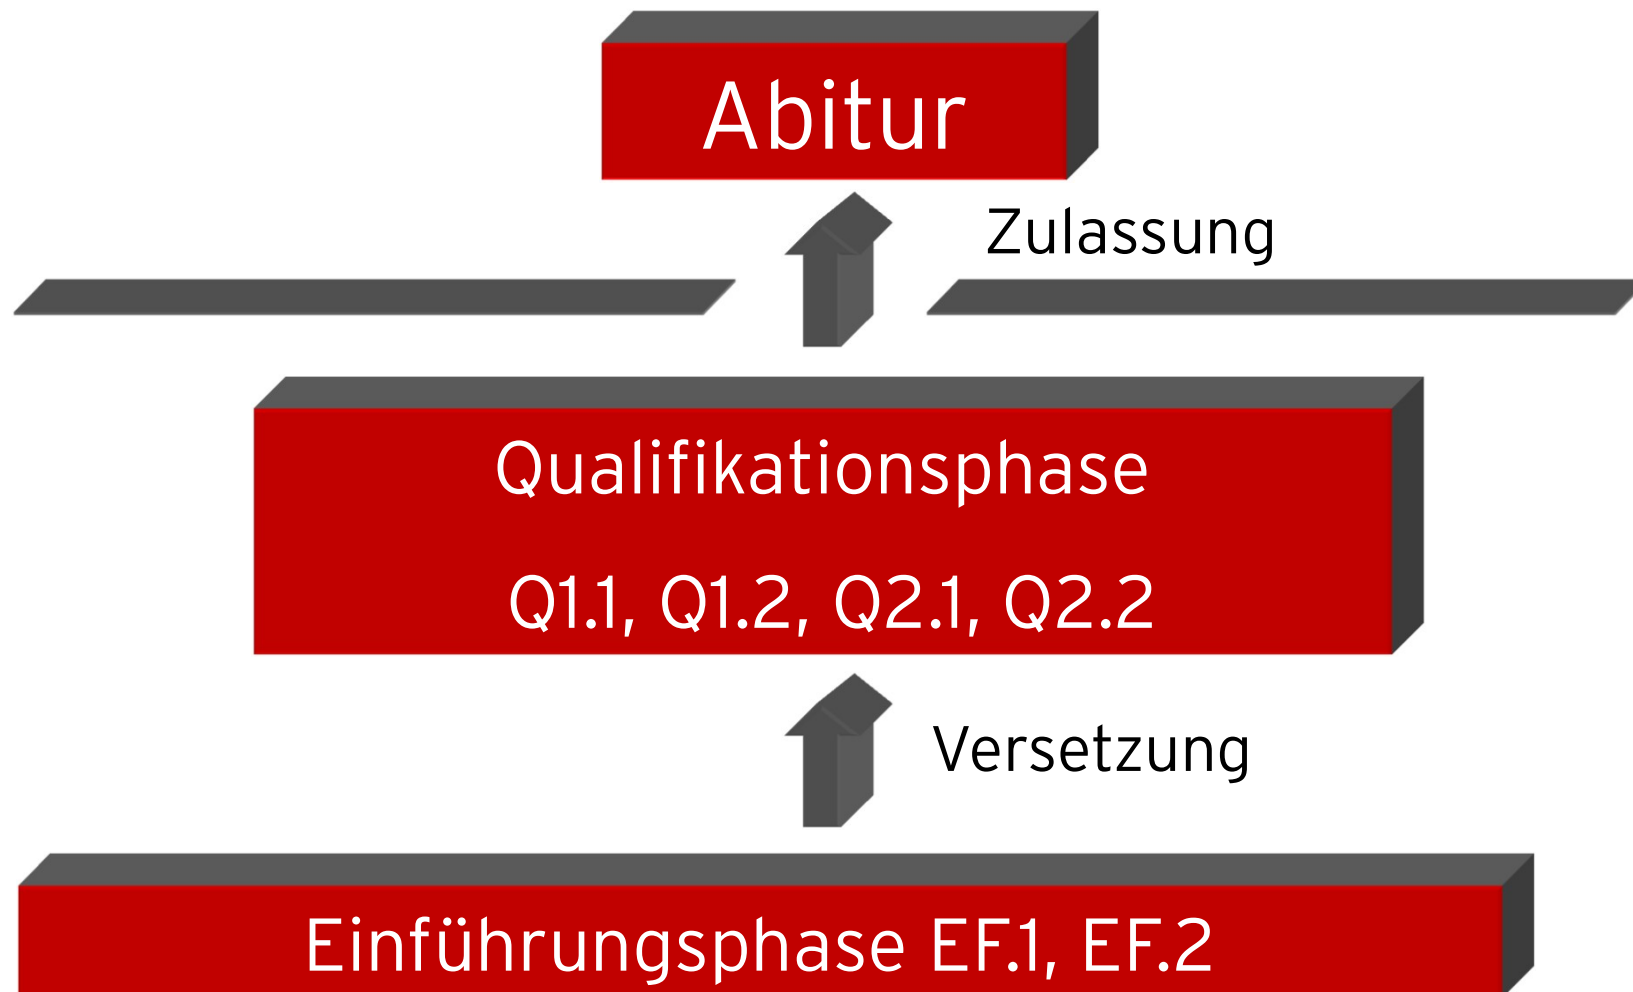 Abitur
Zulassung
Qualifikationsphase
Q1.1, Q1.2, Q2.1, Q2.2
Versetzung
Einführungsphase EF.1, EF.2